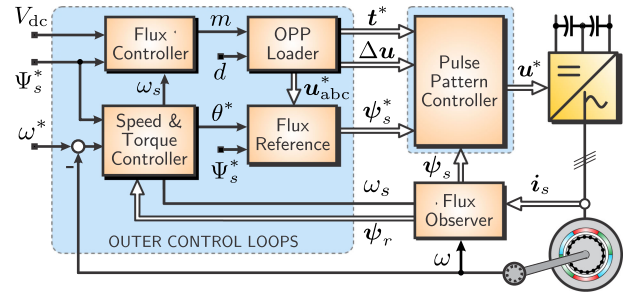 V_dc
Flux Controller
m
OPP Loader
t*
Δu
Pulse Pattern Controller
u*
Ψ_s*
d
ω_s
u*_abc
ω*
Speed & Torque Controller
θ*
Flux Reference
ψ_s*
-
Ψ_s*
ψ_s
ω_s
Flux Observer
i_s
ψ_r
OUTER CONTROL LOOPS
ω